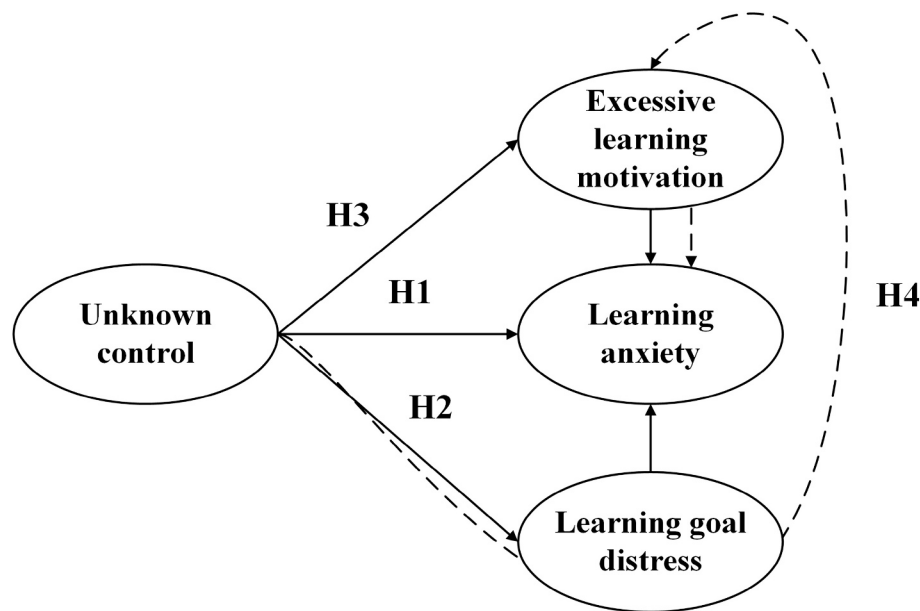 Excessive
learning
motivation
H3
H1
Unknown
control
Learning
anxiety
H4
H2
Learning goal
distress